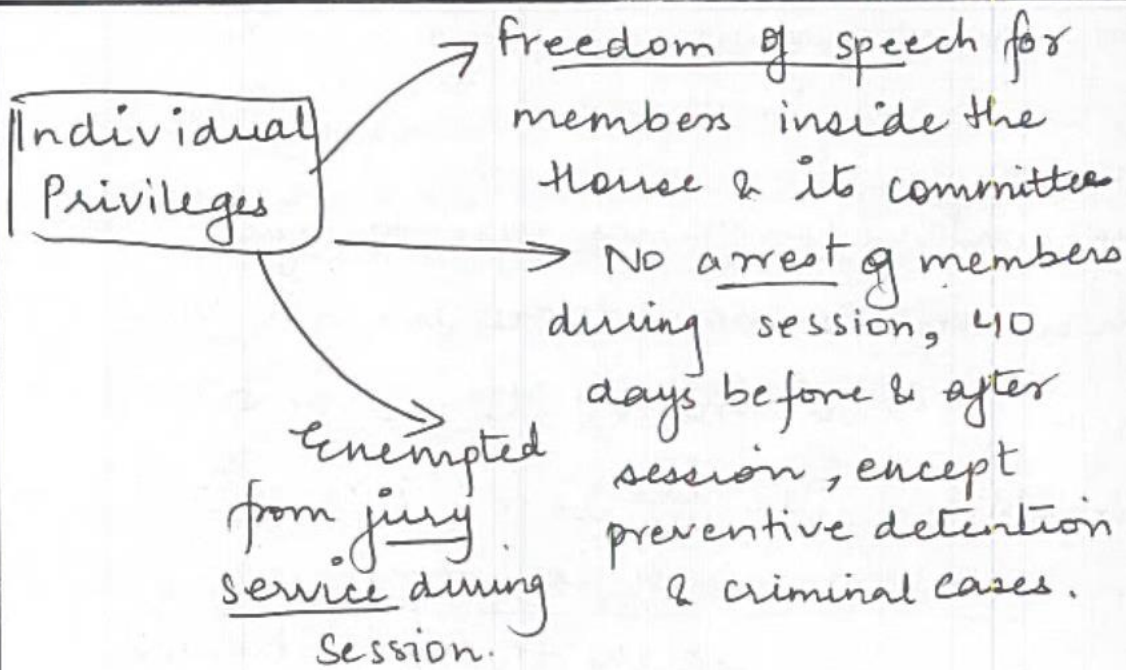 Individual
Privileges
Freedom of speech for
members inside the
House & its committees
No arrest of members
during session, 40
days before & after
session, except
preventive detention
& criminal cases.
Exempted
from jury
service during
session.